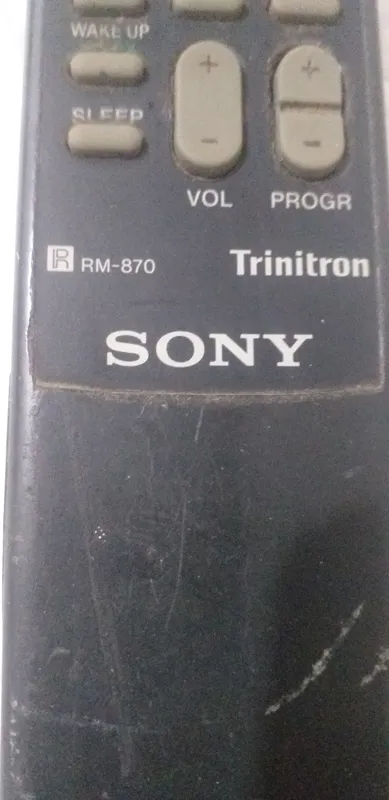 WAKE UP
+ +
SLEEP
- -
VOL PROGR
R RM-870 Trinitron
SONY